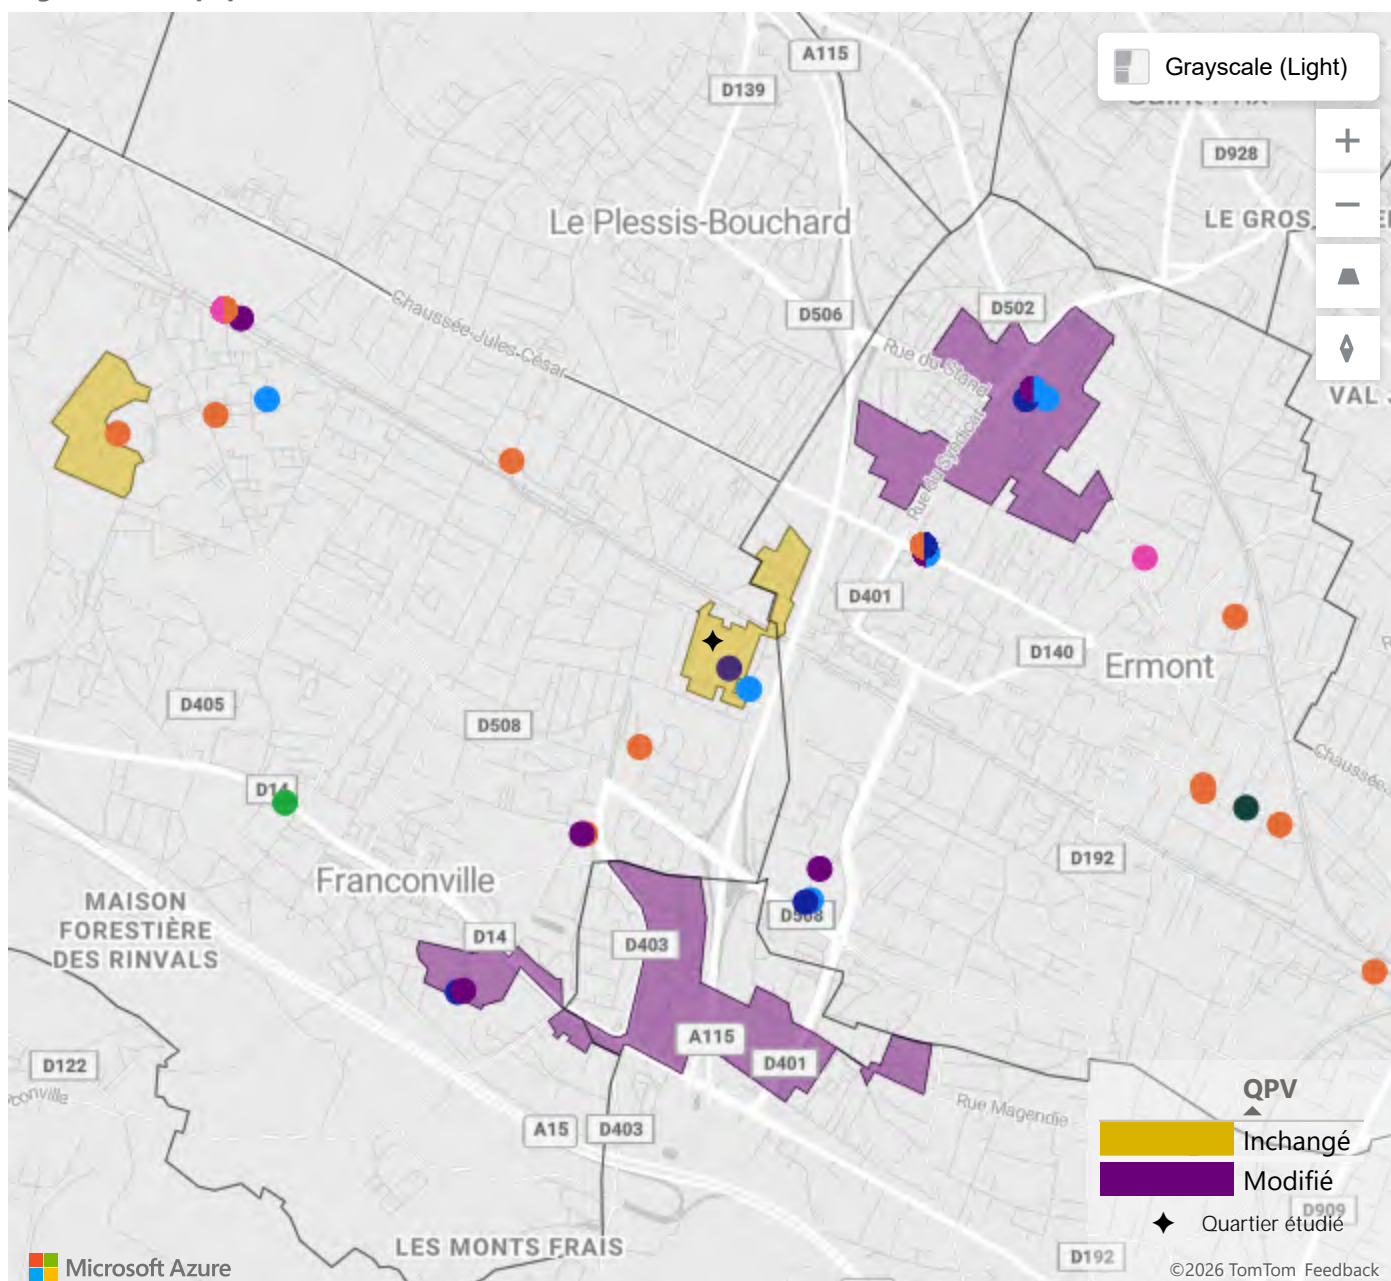 A115
Grayscale (Light)
D139
D928
Le Plessis-Bouchard
LE GROS
D506
D502
Chaussée Jules César
Rue du Stand
VAL
Rue du Syndicat
D401
D140
Ermont
D405
D508
D14
Chaussée
D192
Franconville
MAISON
FORESTIÈRE
DES RINVALS
D508
D14
D403
A115
D401
D122
Rue Magendie
A15
D403
QPV
Inchangé
Modifié
Quartier étudié
D909
LES MONTS FRAIS
D192
Microsoft Azure
©2026 TomTom Feedback